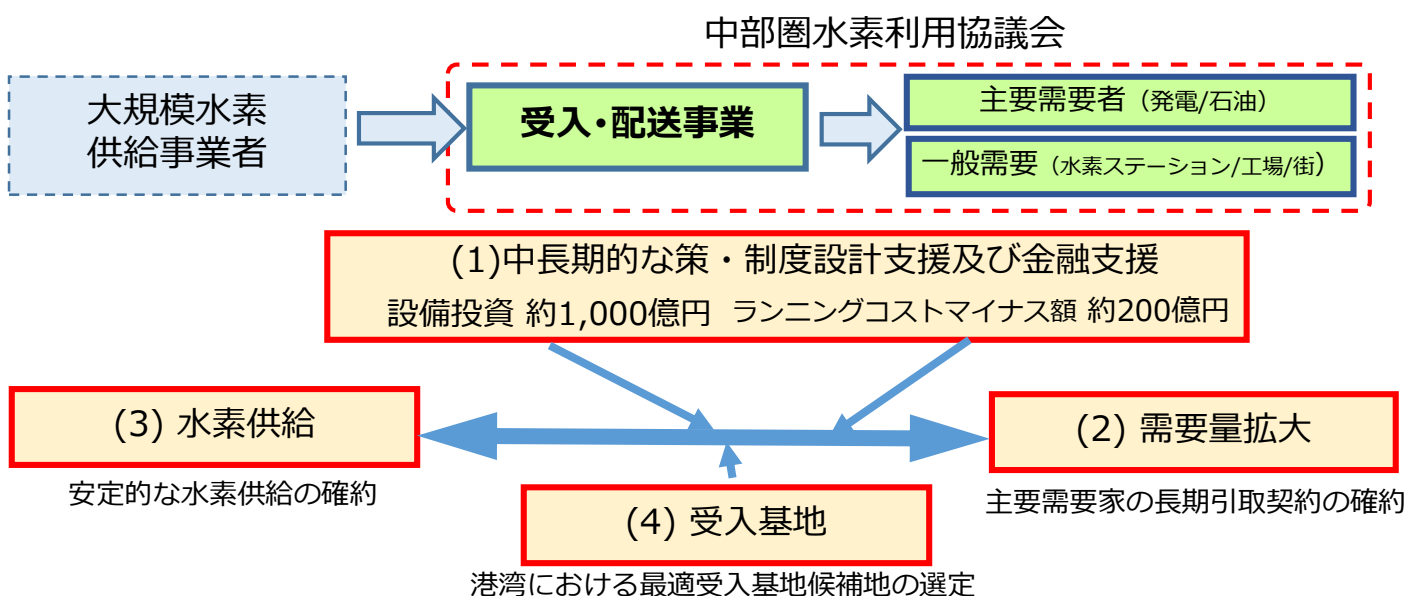 中部圏水素利用協議会
大規模水素
供給事業者
受入・配送事業
主要需要者（発電/石油）
一般需要（水素ステーション/工場/街）
(1)中長期的な策・制度設計支援及び金融支援
設備投資 約1,000億円 ランニングコストマイナス額 約200億円
(3) 水素供給
安定的な水素供給の確約
(2) 需要量拡大
主要需要家の長期引取契約の確約
(4) 受入基地
港湾における最適受入基地候補地の選定